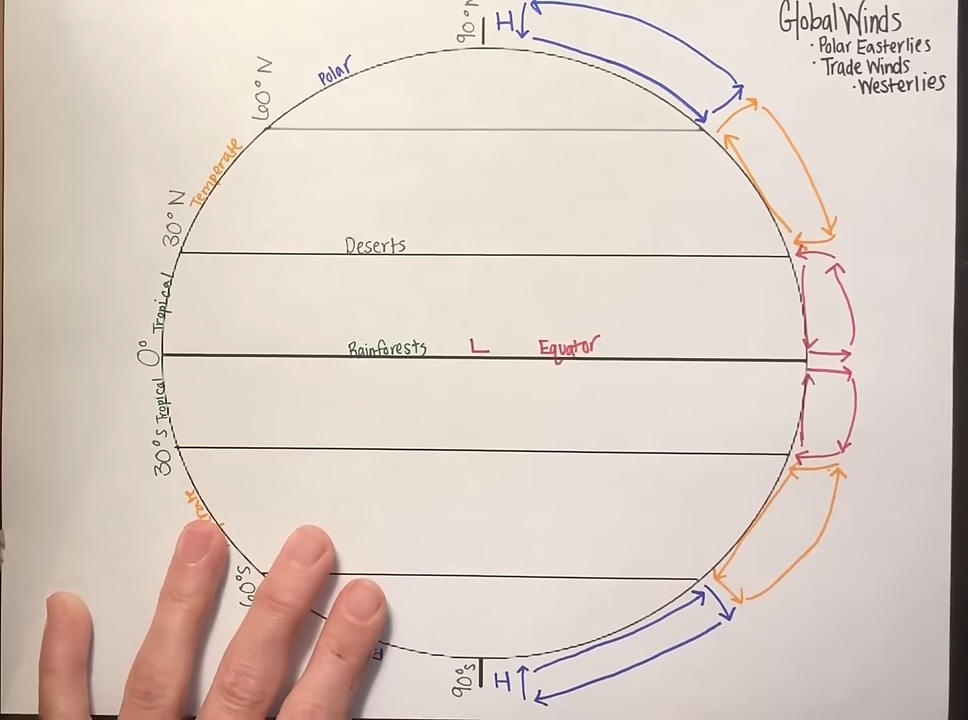 Global Winds
· Polar Easterlies
· Trade Winds
· Westerlies
90°N
H
Polar
60°N
Temperate
30°N
Deserts
Tropical
0°
Rainforests
L
Equator
Tropical
30°S
60°S
90°S
H